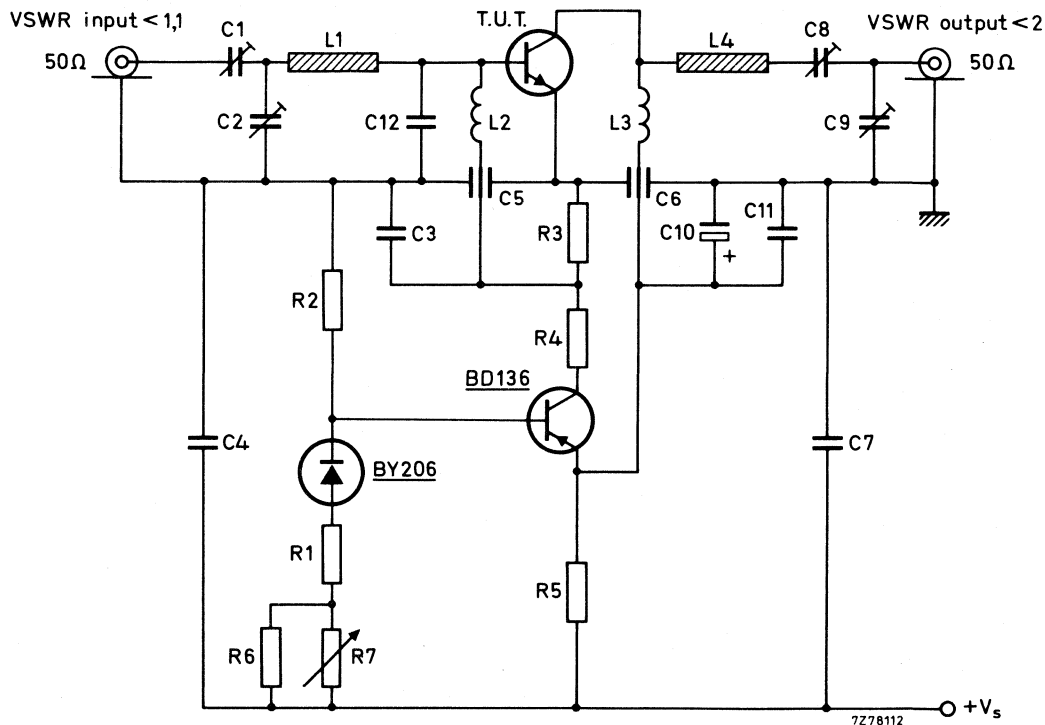 VSWR input < 1,1
C1
T.U.T.
C8
VSWR output < 2
50Ω
L1
L4
50Ω
C2
C12
L2
L3
C9
C5
C6
C3
R3
C10
+
C11
R2
R4
BD136
C4
BY206
C7
R1
R5
R6
R7
7Z78112
+Vs